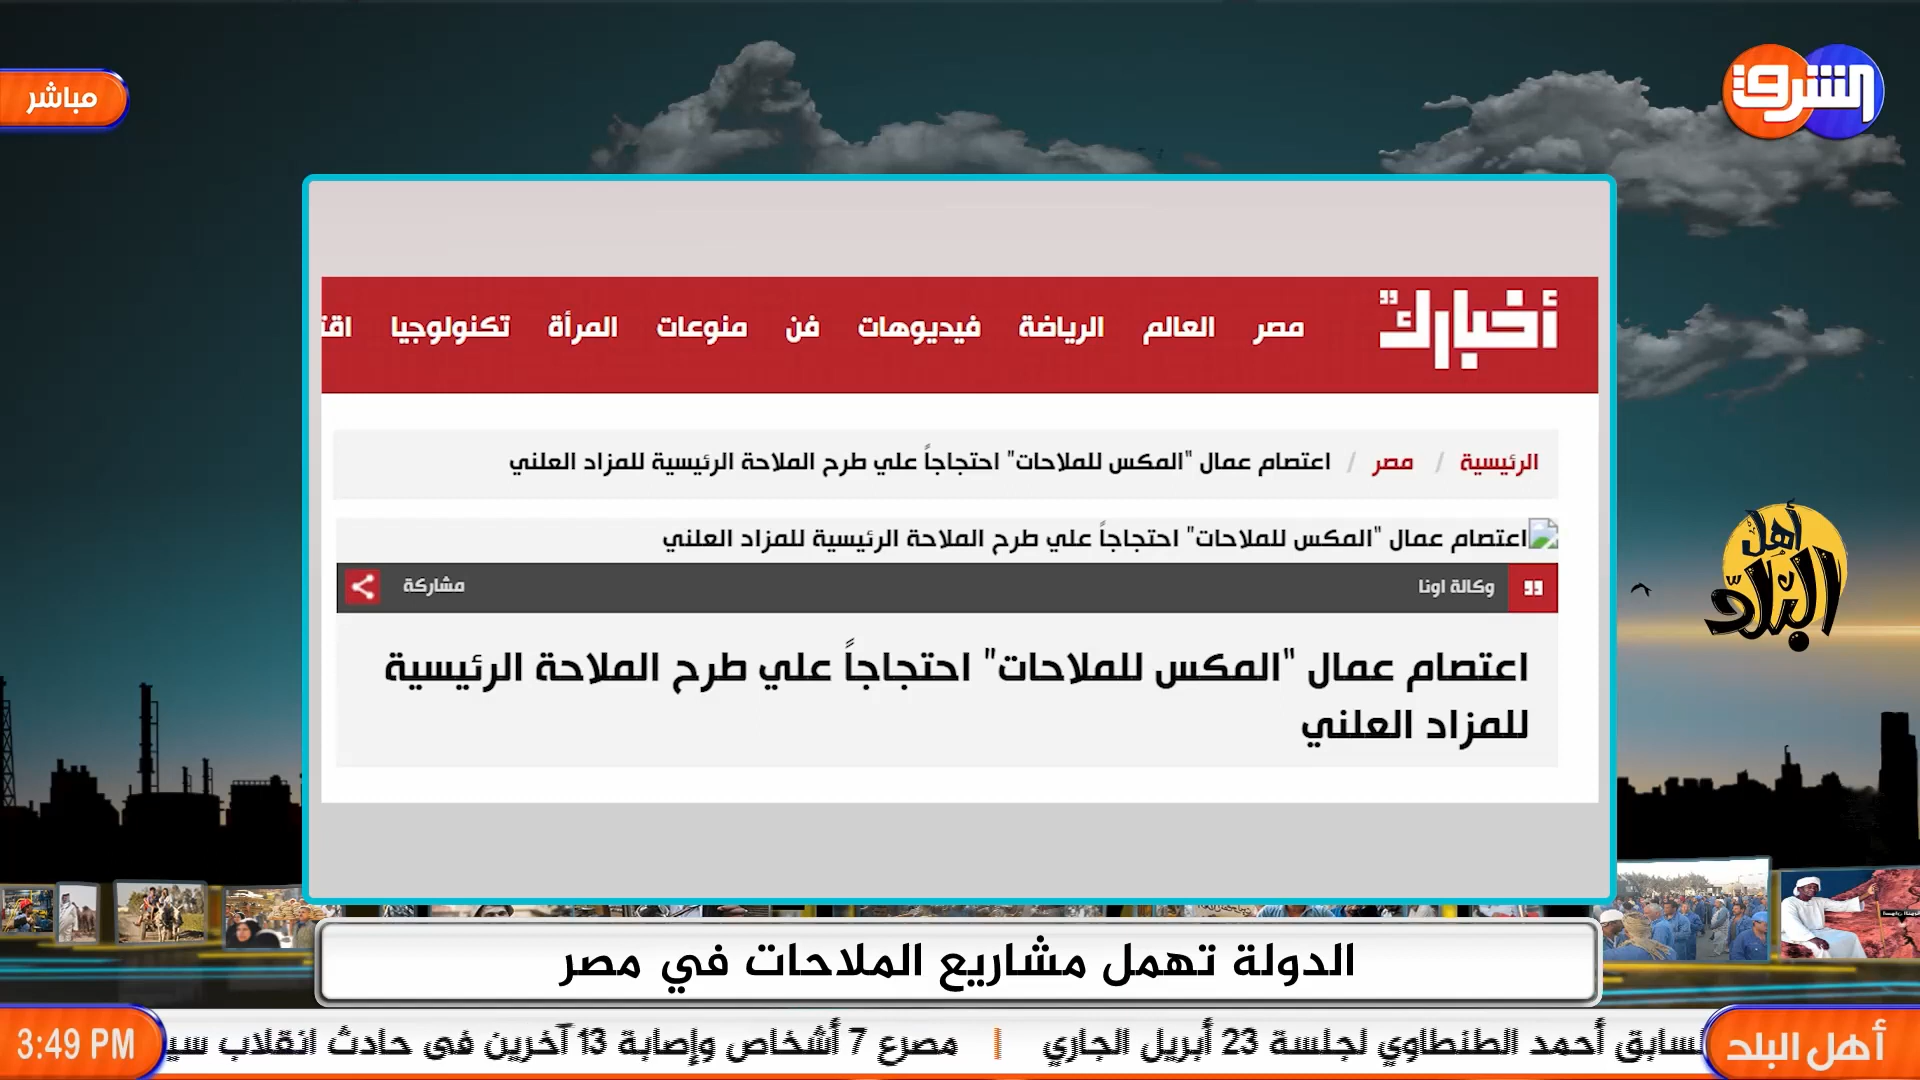 مباشر
الشرق
أخبارك
مصر العالم الرياضة فيديوهات فن منوعات المرأة تكنولوجيا اقت
الرئيسية / مصر / اعتصام عمال "المكس للملاحات" احتجاجاً علي طرح الملاحة الرئيسية للمزاد العلني
اعتصام عمال "المكس للملاحات" احتجاجاً علي طرح الملاحة الرئيسية للمزاد العلني
وكالة اونا
مشاركة
اعتصام عمال "المكس للملاحات" احتجاجاً علي طرح الملاحة الرئيسية
للمزاد العلني
أهل
البلد
الدولة تهمل مشاريع الملاحات في مصر
أهل البلد
لسابق أحمد الطنطاوي لجلسة 23 أبريل الجاري | مصرع 7 أشخاص وإصابة 13 آخرين فى حادث انقلاب سي
3:49 PM